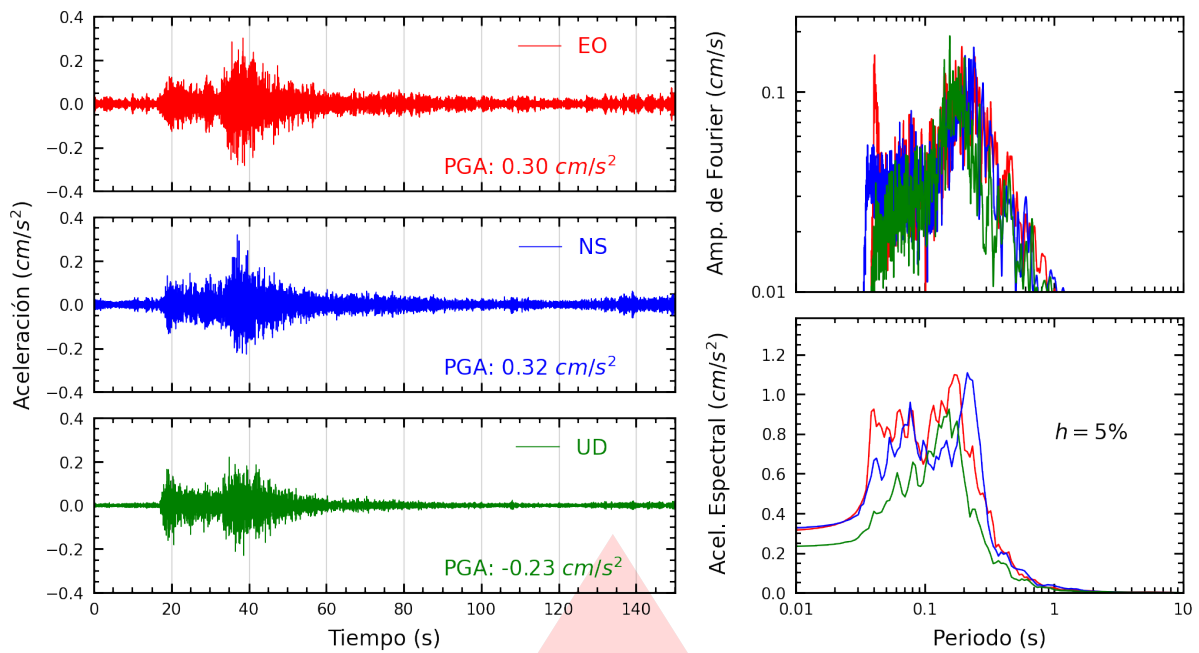 Aceleración (cm/s²)
0.4
0.2
0.0
−0.2
−0.4
EO
PGA: 0.30 cm/s²
0.4
0.2
0.0
−0.2
−0.4
NS
PGA: 0.32 cm/s²
0.4
0.2
0.0
−0.2
−0.4
UD
PGA: -0.23 cm/s²
0 20 40 60 80 100 120 140
Tiempo (s)
Amp. de Fourier (cm/s)
0.1
0.01
Acel. Espectral (cm/s²)
1.2
1.0
0.8
0.6
0.4
0.2
0.0
h = 5%
0.01 0.1 1 10
Periodo (s)